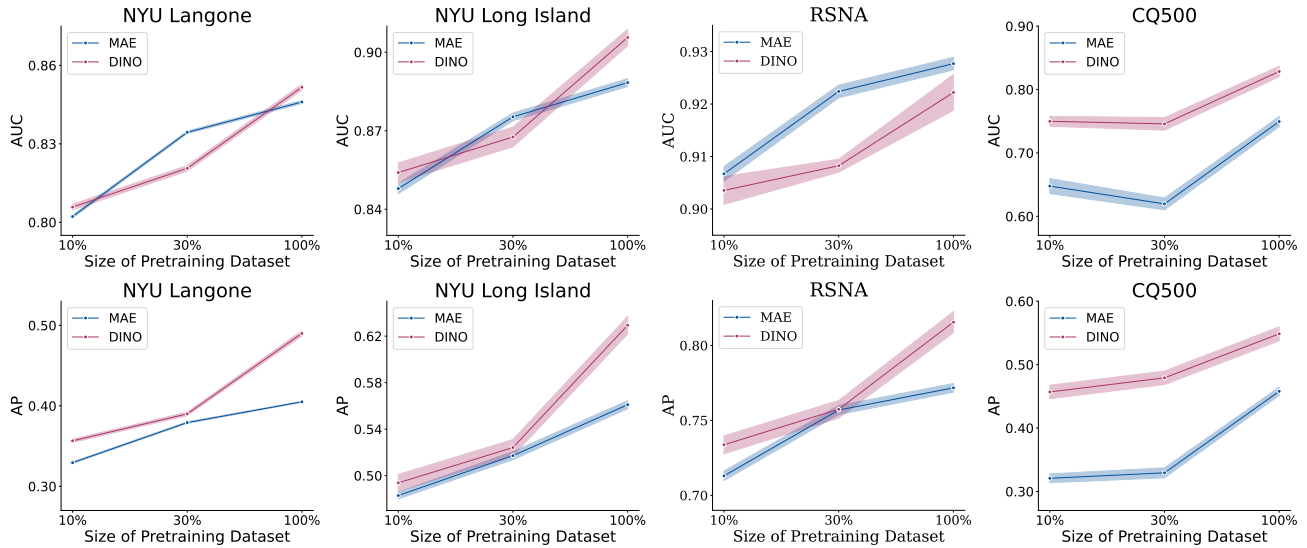 NYU Langone
NYU Long Island
RSNA
CQ500
AUC
0.86
0.83
0.80
MAE
DINO
10%
30%
100%
Size of Pretraining Dataset
AUC
0.90
0.87
0.84
MAE
DINO
10%
30%
100%
Size of Pretraining Dataset
AUC
0.93
0.92
0.91
0.90
MAE
DINO
10%
30%
100%
Size of Pretraining Dataset
AUC
0.90
0.80
0.70
0.60
MAE
DINO
10%
30%
100%
Size of Pretraining Dataset
NYU Langone
NYU Long Island
RSNA
CQ500
AP
0.50
0.40
0.30
MAE
DINO
10%
30%
100%
Size of Pretraining Dataset
AP
0.62
0.58
0.54
0.50
MAE
DINO
10%
30%
100%
Size of Pretraining Dataset
AP
0.80
0.75
0.70
MAE
DINO
10%
30%
100%
Size of Pretraining Dataset
AP
0.60
0.50
0.40
0.30
MAE
DINO
10%
30%
100%
Size of Pretraining Dataset